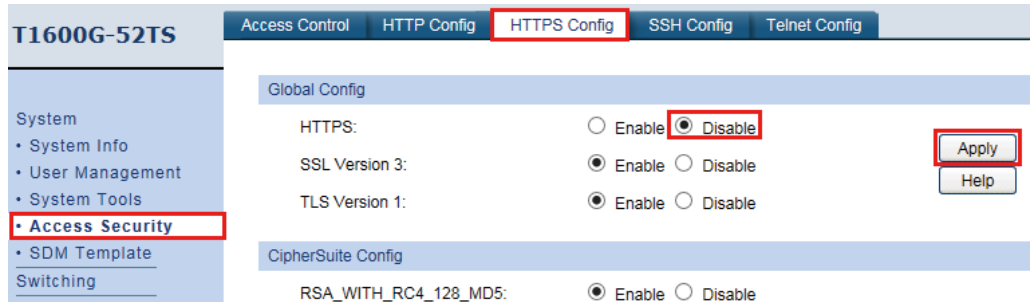 T1600G-52TS
Access Control HTTP Config HTTPS Config SSH Config Telnet Config
System
• System Info
• User Management
• System Tools
• Access Security
• SDM Template
Switching
Global Config
HTTPS: Enable Disable
SSL Version 3: Enable Disable
TLS Version 1: Enable Disable
Apply
Help
CipherSuite Config
RSA_WITH_RC4_128_MD5: Enable Disable